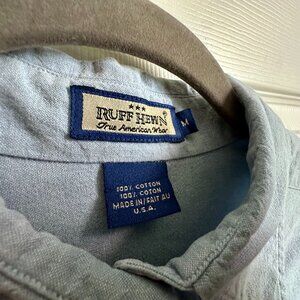 RUFF HEWN
True American Wear
M
100% COTTON
100% COTON
MADE IN/FAIT AU
U.S.A.